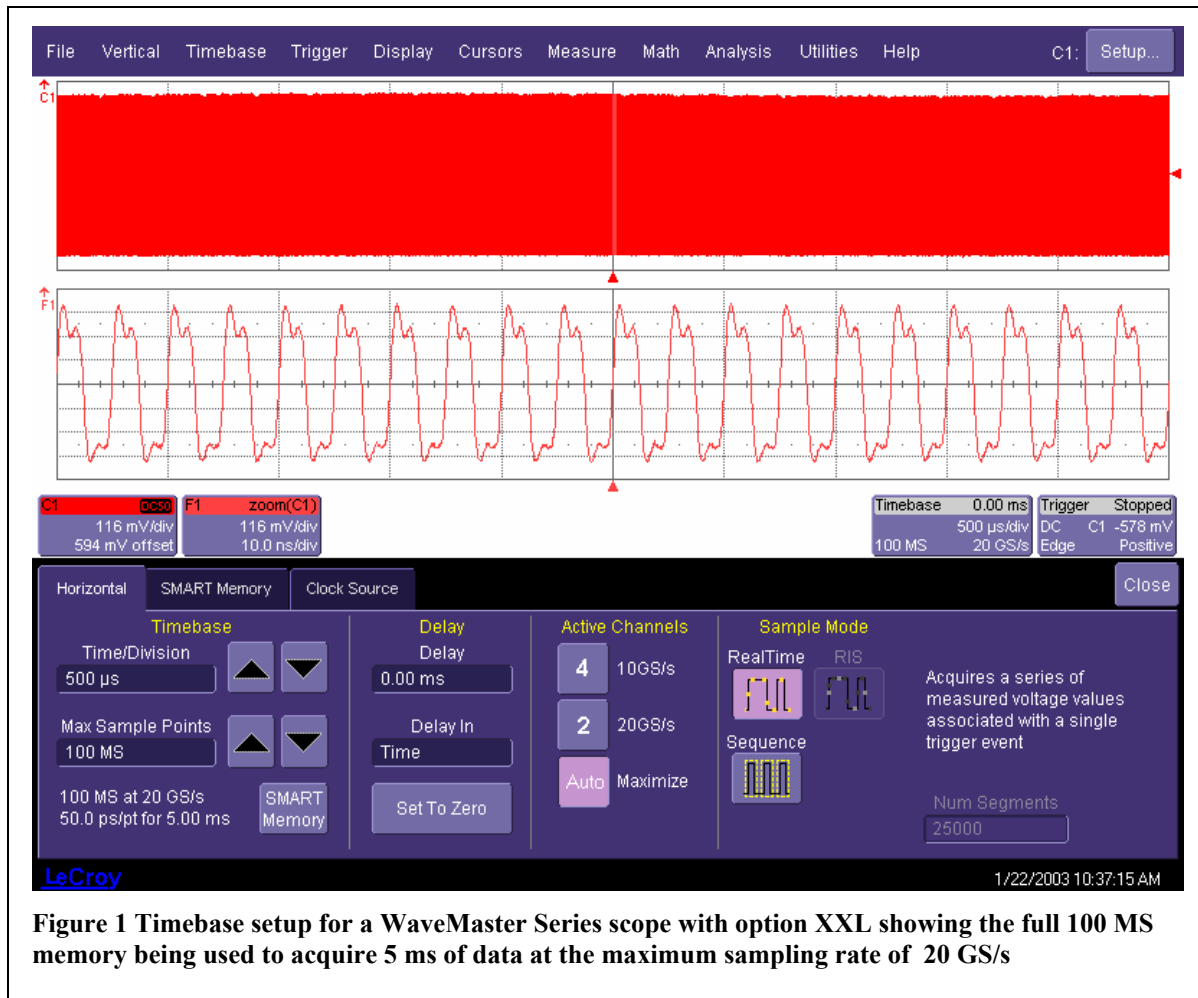 File Vertical Timebase Trigger Display Cursors Measure Math Analysis Utilities Help C1: Setup...
C1
F1
C1 DC50
116 mV/div
594 mV offset
F1 zoom(C1)
116 mV/div
10.0 ns/div
Timebase 0.00 ms
500 µs/div
100 MS 20 GS/s
Trigger Stopped
DC C1 -578 mV
Edge Positive
Horizontal SMART Memory Clock Source Close
Timebase
Time/Division
500 µs
Max Sample Points
100 MS
100 MS at 20 GS/s
50.0 ps/pt for 5.00 ms
SMART
Memory
Delay
Delay
0.00 ms
Delay In
Time
Set To Zero
Active Channels
4 10GS/s
2 20GS/s
Auto Maximize
Sample Mode
RealTime RIS
Sequence
Acquires a series of
measured voltage values
associated with a single
trigger event
Num Segments
25000
LeCroy 1/22/2003 10:37:15 AM
Figure 1 Timebase setup for a WaveMaster Series scope with option XXL showing the full 100 MS
memory being used to acquire 5 ms of data at the maximum sampling rate of 20 GS/s